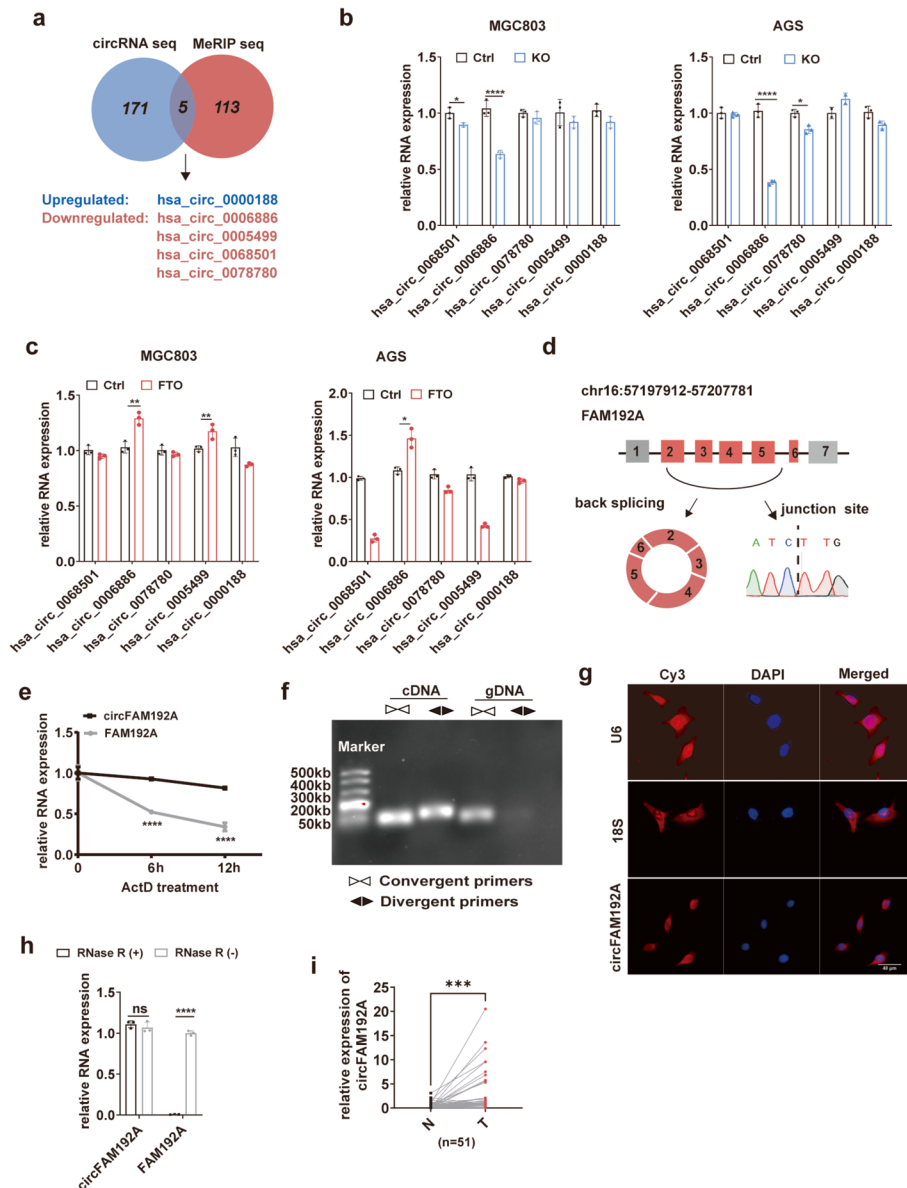 a
circRNA seq MeRIP seq
171 5 113
Upregulated: hsa_circ_0000188
Downregulated: hsa_circ_0006886
hsa_circ_0005499
hsa_circ_0068501
hsa_circ_0078780
b
MGC803
Ctrl KO
relative RNA expression
1.5
1.0
0.5
0.0
* ****
hsa_circ_0068501
hsa_circ_0006886
hsa_circ_0078780
hsa_circ_0005499
hsa_circ_0000188
AGS
Ctrl KO
relative RNA expression
1.5
1.0
0.5
0.0
**** *
hsa_circ_0068501
hsa_circ_0006886
hsa_circ_0078780
hsa_circ_0005499
hsa_circ_0000188
c
MGC803
Ctrl FTO
relative RNA expression
1.5
1.0
0.5
0.0
** **
hsa_circ_0068501
hsa_circ_0006886
hsa_circ_0078780
hsa_circ_0005499
hsa_circ_0000188
AGS
Ctrl FTO
relative RNA expression
2.0
1.5
1.0
0.5
0.0
*
hsa_circ_0068501
hsa_circ_0006886
hsa_circ_0078780
hsa_circ_0005499
hsa_circ_0000188
d
chr16:57197912-57207781
FAM192A
1 2 3 4 5 6 7
back splicing
junction site
2
3
4
5
6
A T C T T G
e
circFAM192A
FAM192A
relative RNA expression
1.5
1.0
0.5
0.0
**** ****
0 6h 12h
ActD treatment
f
cDNA gDNA
Marker
500kb
400kb
300kb
200kb
50kb
Convergent primers
Divergent primers
g
Cy3 DAPI Merged
U6
18S
circFAM192A
40 μm
h
RNase R (+) RNase R (-)
relative RNA expression
1.5
1.0
0.5
0.0
ns ****
circFAM192A
FAM192A
i
relative expression of
circFAM192A
25
20
15
10
5
0
***
N T
(n=51)